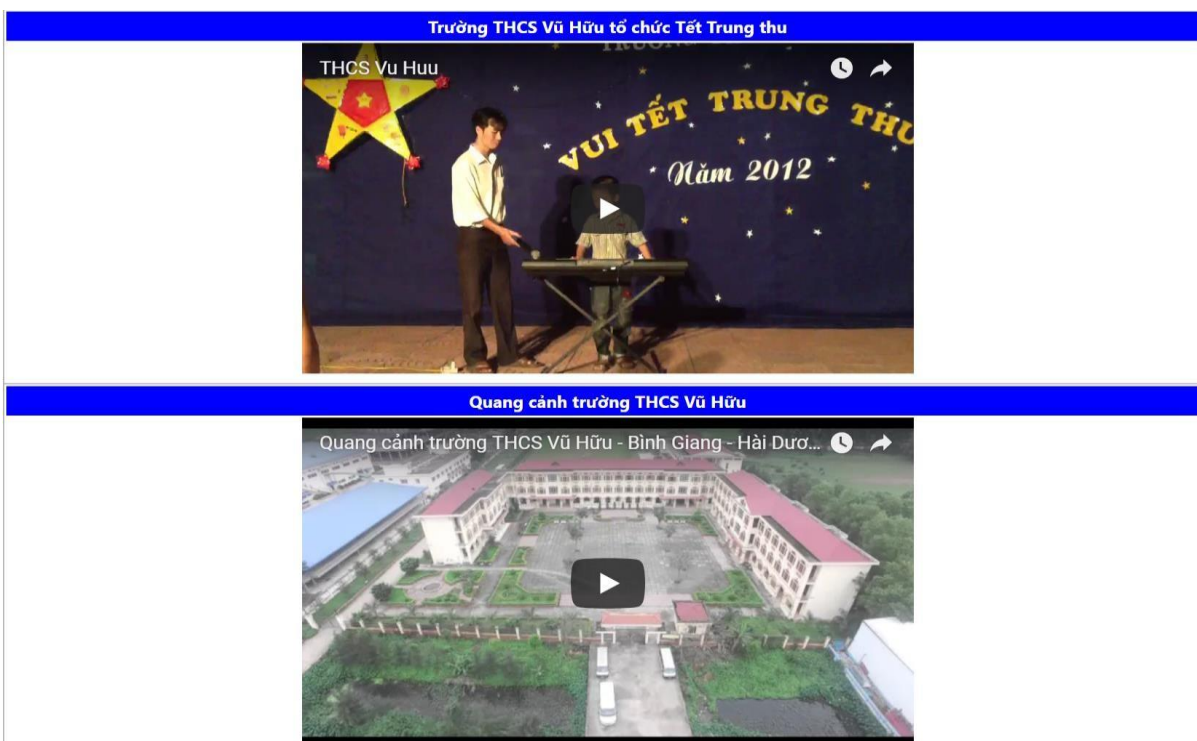 Trường THCS Vũ Hữu tổ chức Tết Trung thu
THCS Vu Huu
VUI TẾT TRUNG THU
Năm 2012
Quang cảnh trường THCS Vũ Hữu
Quang cảnh trường THCS Vũ Hữu - Bình Giang - Hải Dươ...